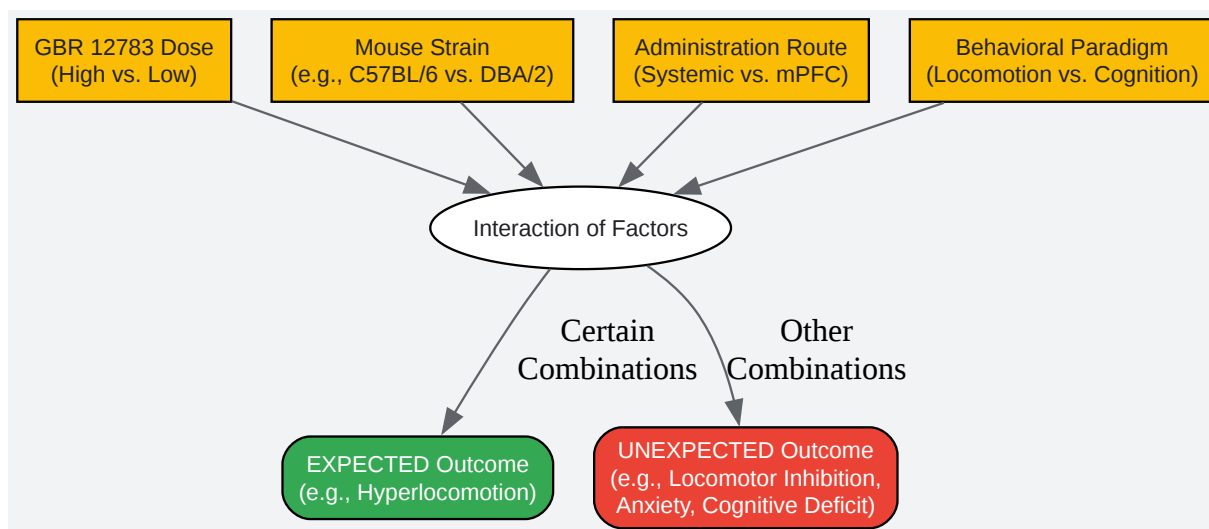 GBR 12783 Dose
(High vs. Low)
Mouse Strain
(e.g., C57BL/6 vs. DBA/2)
Administration Route
(Systemic vs. mPFC)
Behavioral Paradigm
(Locomotion vs. Cognition)
Interaction of Factors
Certain
Combinations
Other
Combinations
EXPECTED Outcome
(e.g., Hyperlocomotion)
UNEXPECTED Outcome
(e.g., Locomotor Inhibition,
Anxiety, Cognitive Deficit)